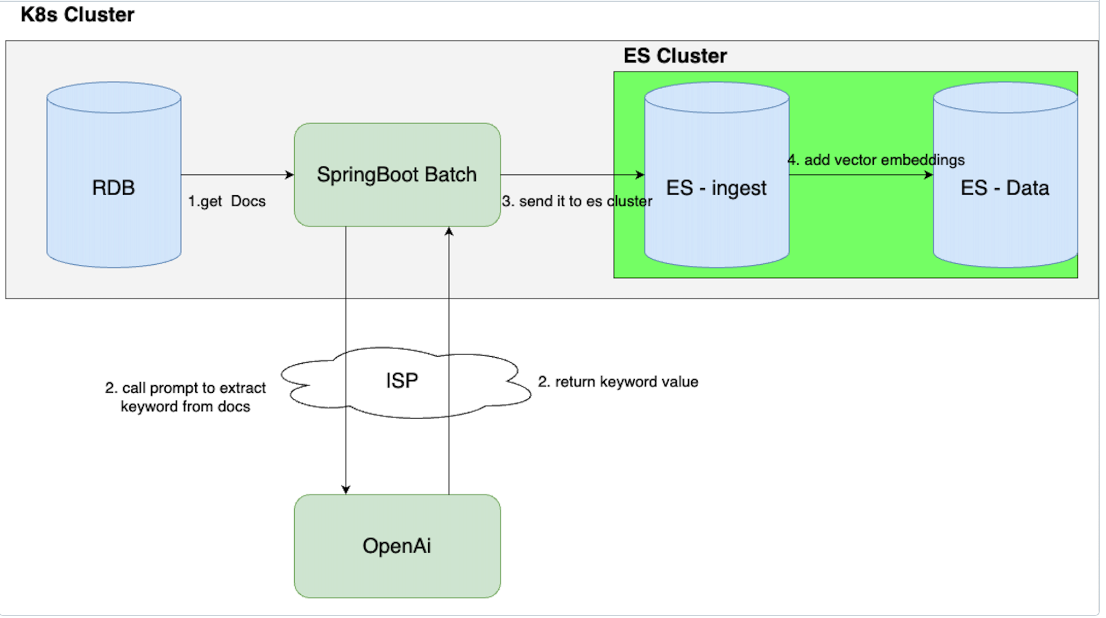 K8s Cluster
ES Cluster
RDB
1.get  Docs
SpringBoot Batch
3. send it to es cluster
ES - ingest
4. add vector embeddings
ES - Data
2. call prompt to extract
keyword from docs
ISP
2. return keyword value
OpenAi